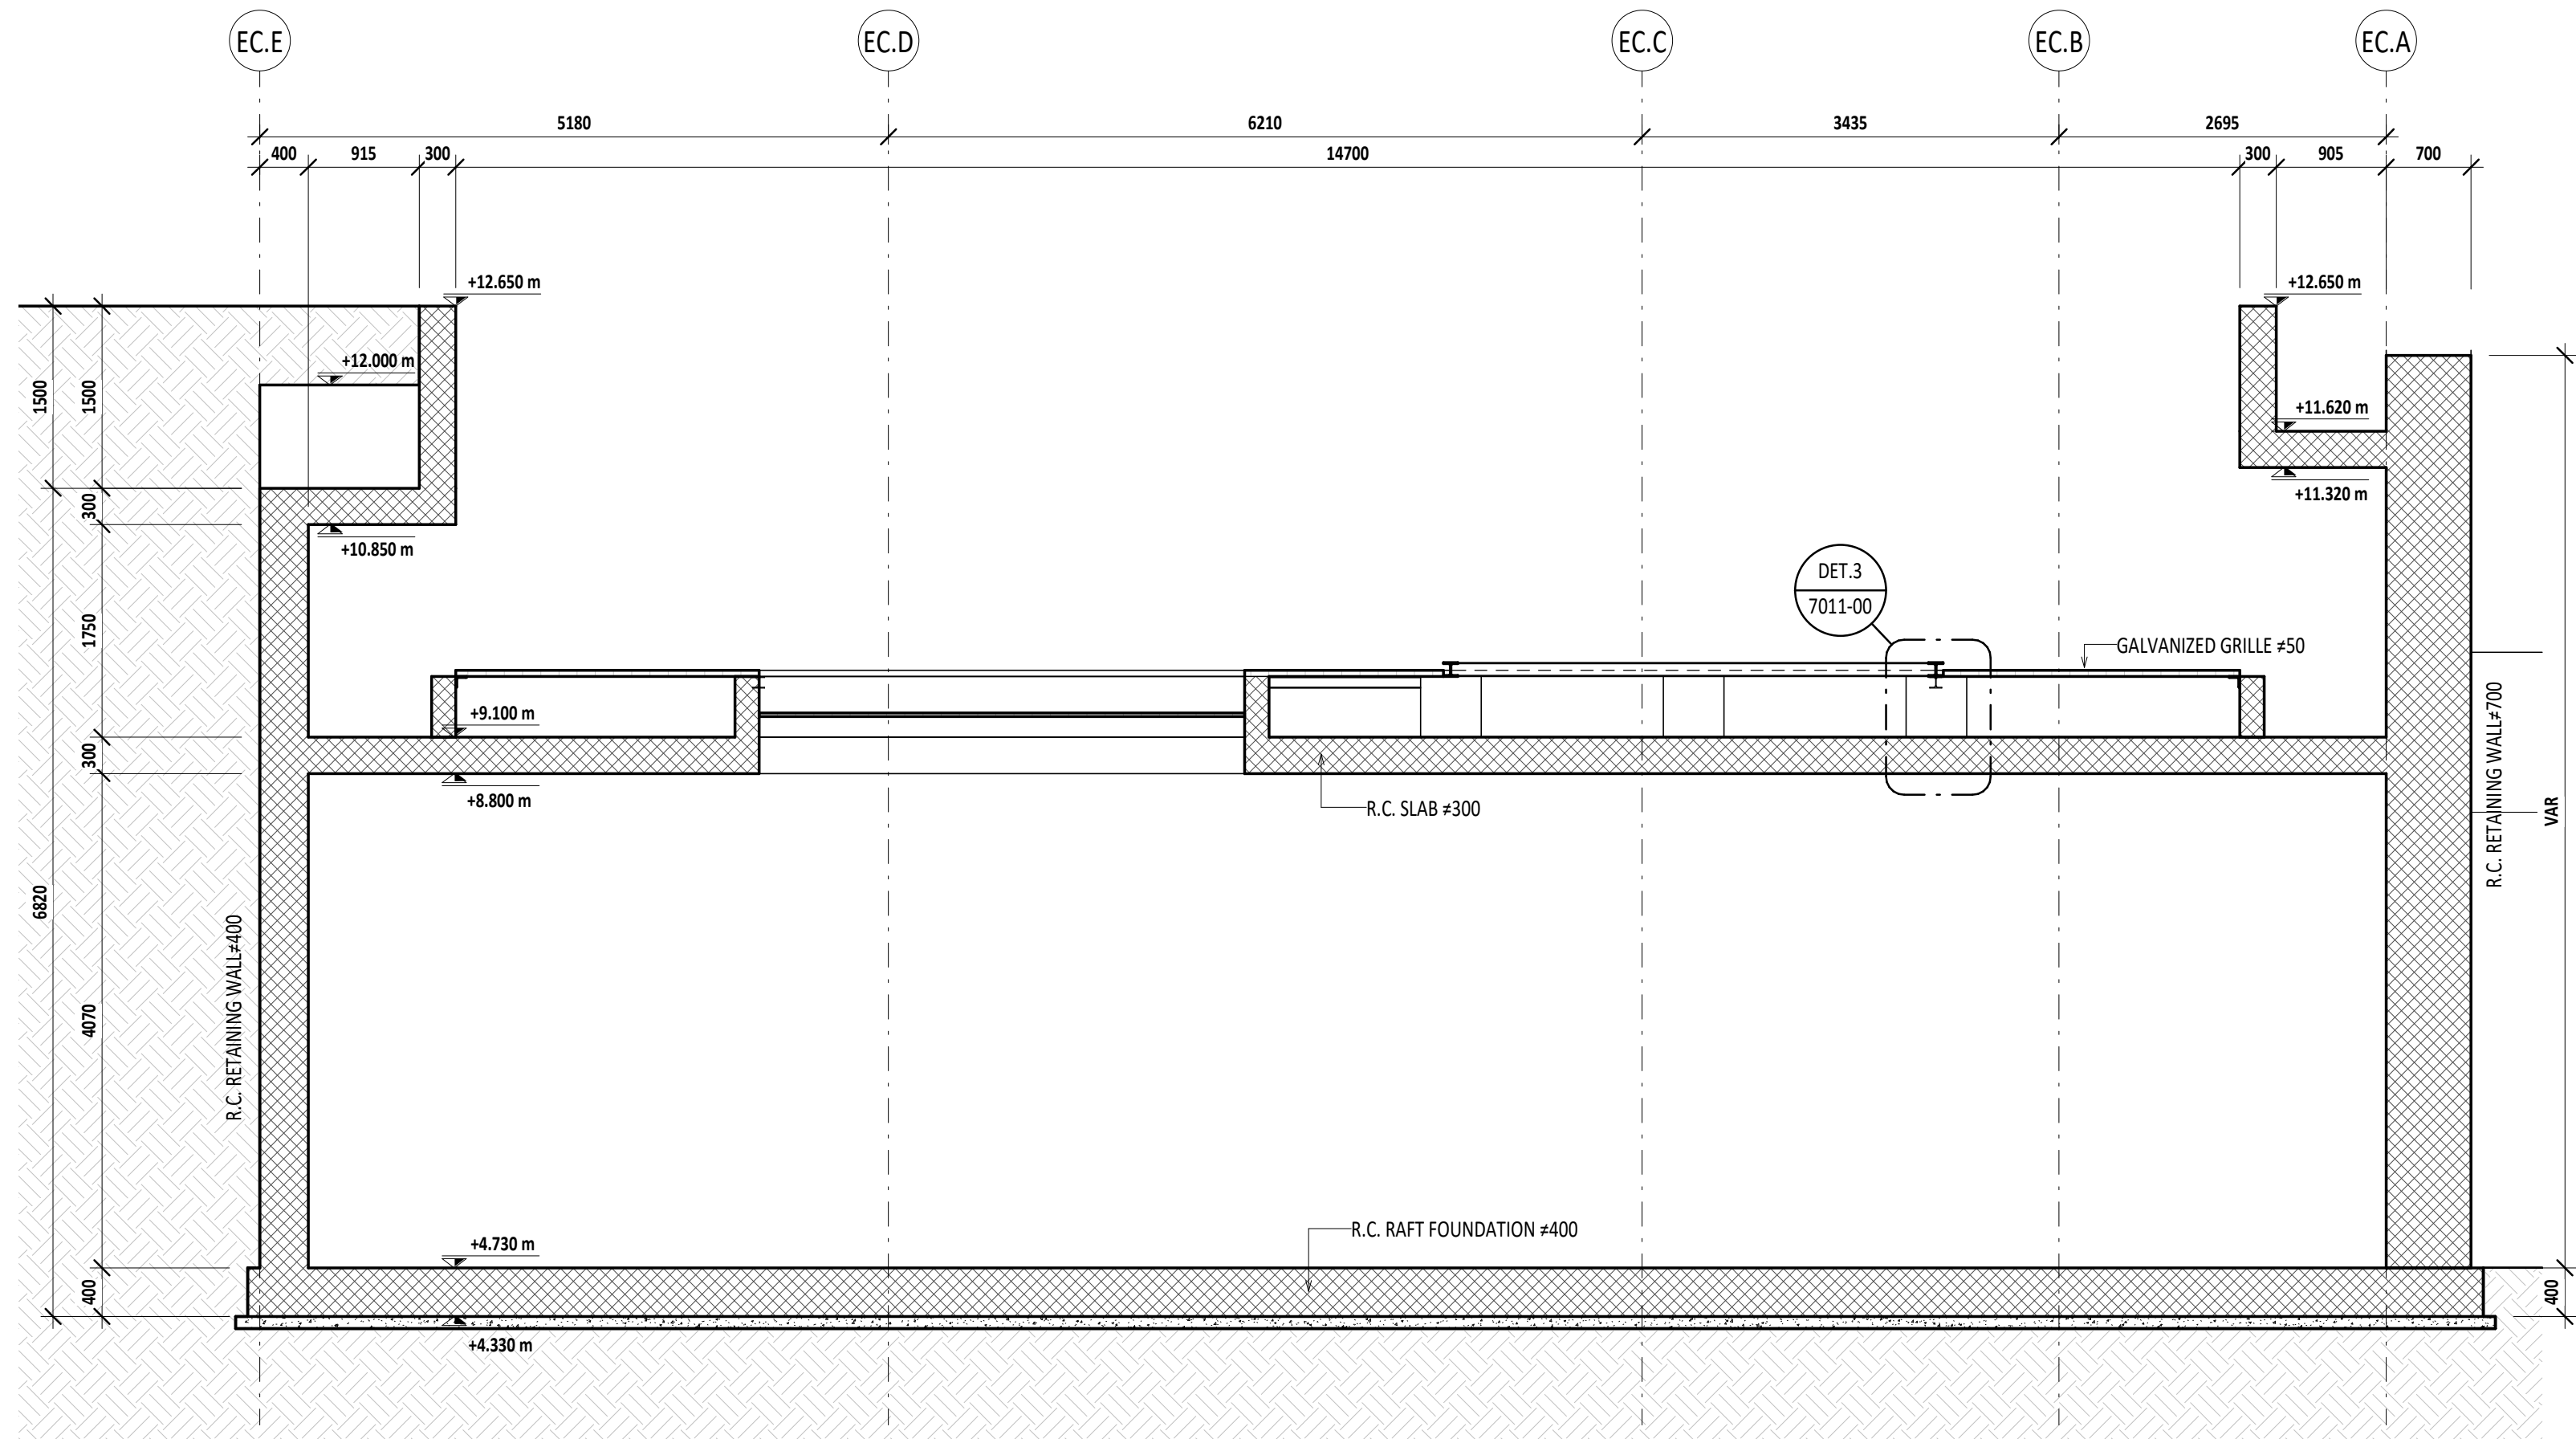 EC.E
EC.D
EC.C
EC.B
EC.A
5180
6210
3435
2695
400
915
300
14700
300
905
700
+12.650 m
+12.650 m
+12.000 m
1500
1500
+11.620 m
+11.320 m
300
+10.850 m
DET.3
7011-00
1750
GALVANIZED GRILLE ≠50
+9.100 m
300
+8.800 m
R.C. SLAB ≠300
R.C. RETAINING WALL≠700
VAR
6820
R.C. RETAINING WALL≠400
4070
R.C. RAFT FOUNDATION ≠400
+4.730 m
400
400
+4.330 m